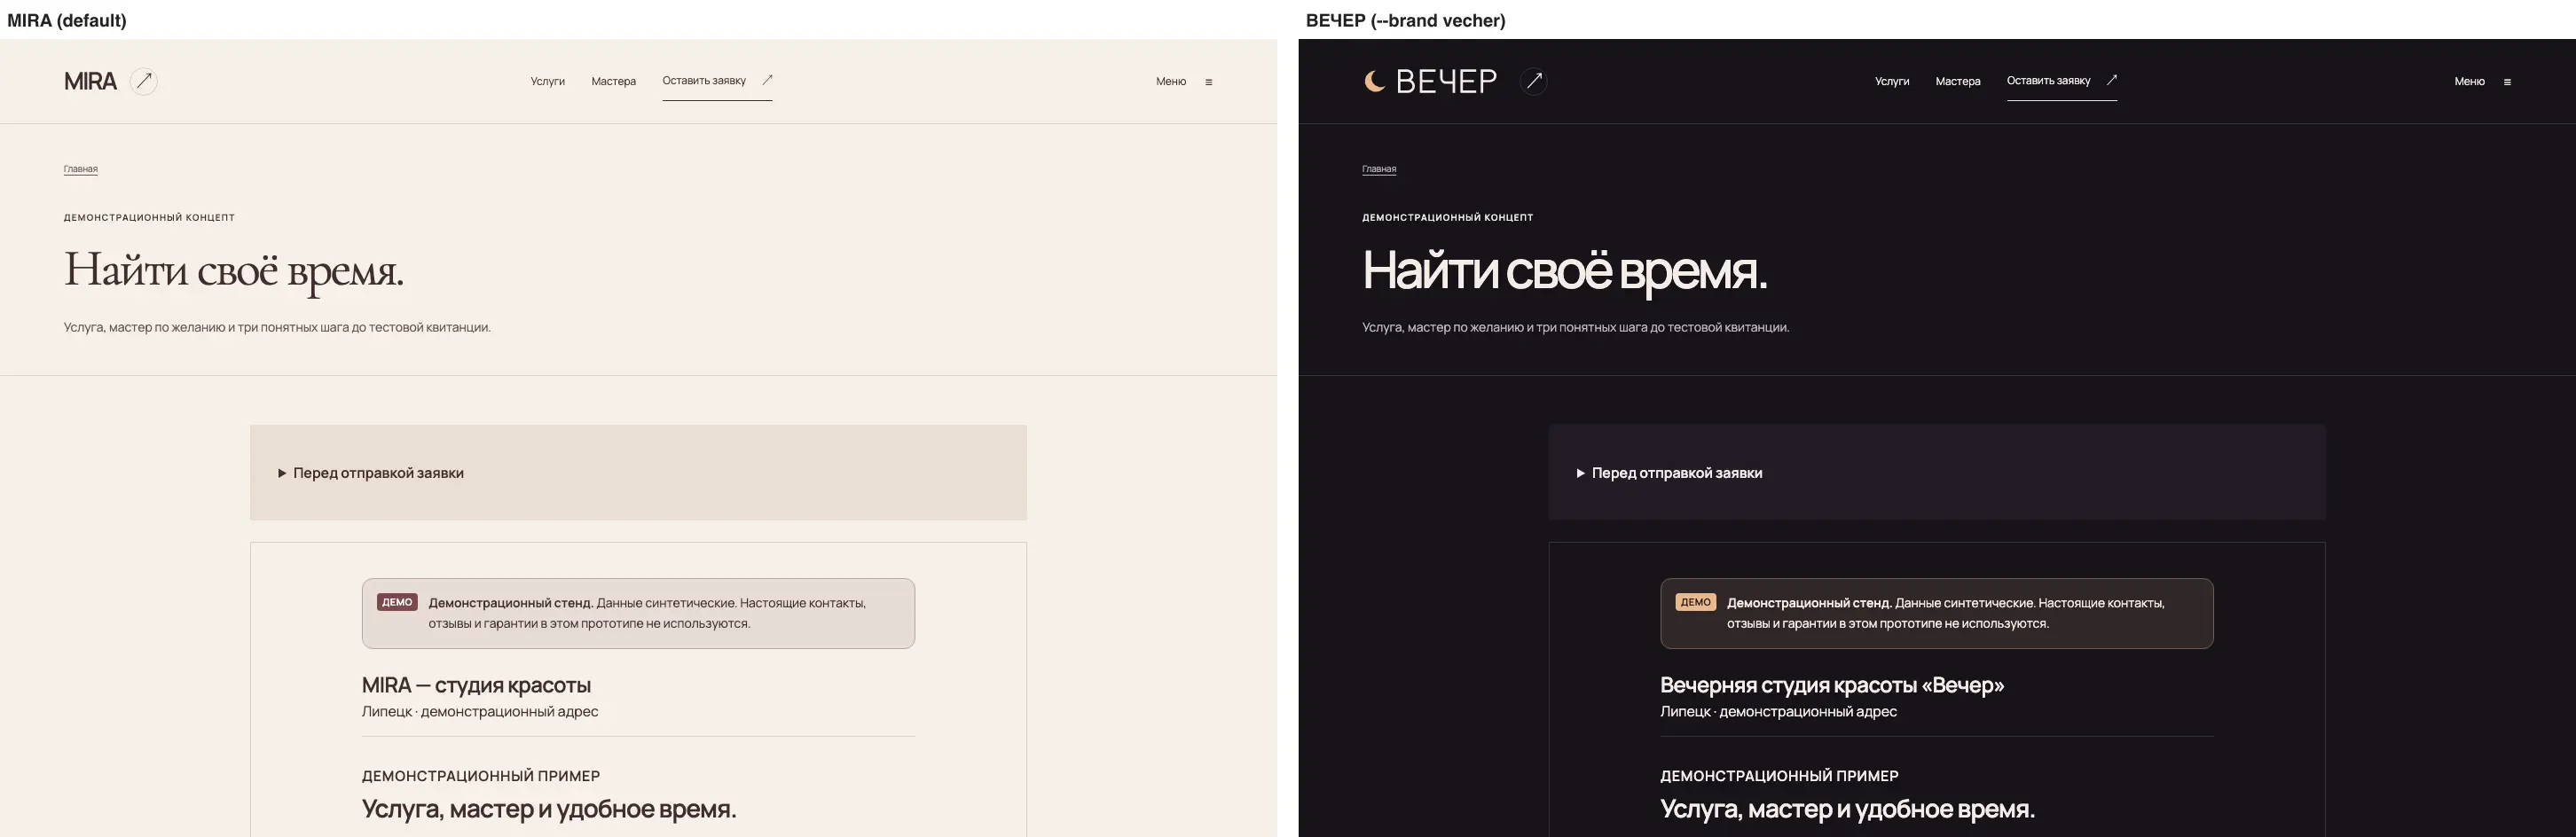 MIRA (default)
MIRA
Услуги
Мастера
Оставить заявку
Меню
Главная
ДЕМОНСТРАЦИОННЫЙ КОНЦЕПТ
Найти своё время.
Услуга, мастер по желанию и три понятных шага до тестовой квитанции.
Перед отправкой заявки
ДЕМО
Демонстрационный стенд. Данные синтетические. Настоящие контакты,
отзывы и гарантии в этом прототипе не используются.
MIRA — студия красоты
Липецк · демонстрационный адрес
ДЕМОНСТРАЦИОННЫЙ ПРИМЕР
Услуга, мастер и удобное время.
ВЕЧЕР (--brand vecher)
ВЕЧЕР
Услуги
Мастера
Оставить заявку
Меню
Главная
ДЕМОНСТРАЦИОННЫЙ КОНЦЕПТ
Найти своё время.
Услуга, мастер по желанию и три понятных шага до тестовой квитанции.
Перед отправкой заявки
ДЕМО
Демонстрационный стенд. Данные синтетические. Настоящие контакты,
отзывы и гарантии в этом прототипе не используются.
Вечерняя студия красоты «Вечер»
Липецк · демонстрационный адрес
ДЕМОНСТРАЦИОННЫЙ ПРИМЕР
Услуга, мастер и удобное время.